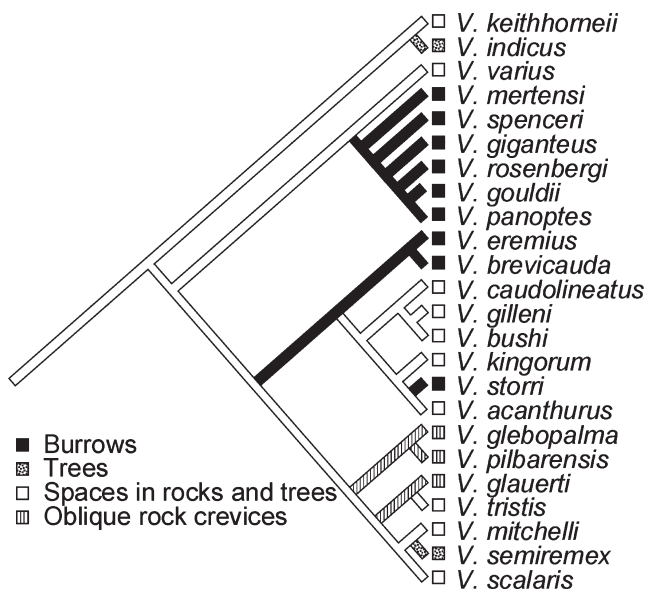 V. keithhorneii
V. indicus
V. varius
V. mertensi
V. spenceri
V. giganteus
V. rosenbergi
V. gouldii
V. panoptes
V. eremius
V. brevicauda
V. caudolineatus
V. gilleni
V. bushi
V. kingorum
V. storri
V. acanthurus
V. glebopalma
V. pilbarensis
V. glauerti
V. tristis
V. mitchelli
V. semiremex
V. scalaris
Burrows
Trees
Spaces in rocks and trees
Oblique rock crevices